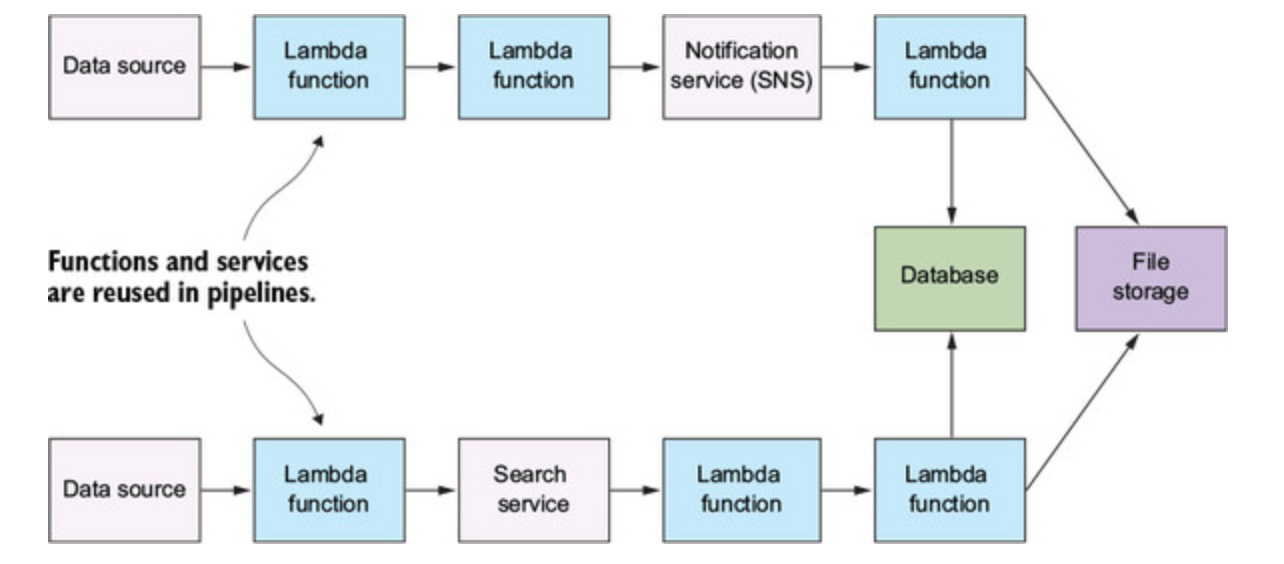 Data source
Lambda
function
Lambda
function
Notification
service (SNS)
Lambda
function
Functions and services
are reused in pipelines.
Database
File
storage
Data source
Lambda
function
Search
service
Lambda
function
Lambda
function